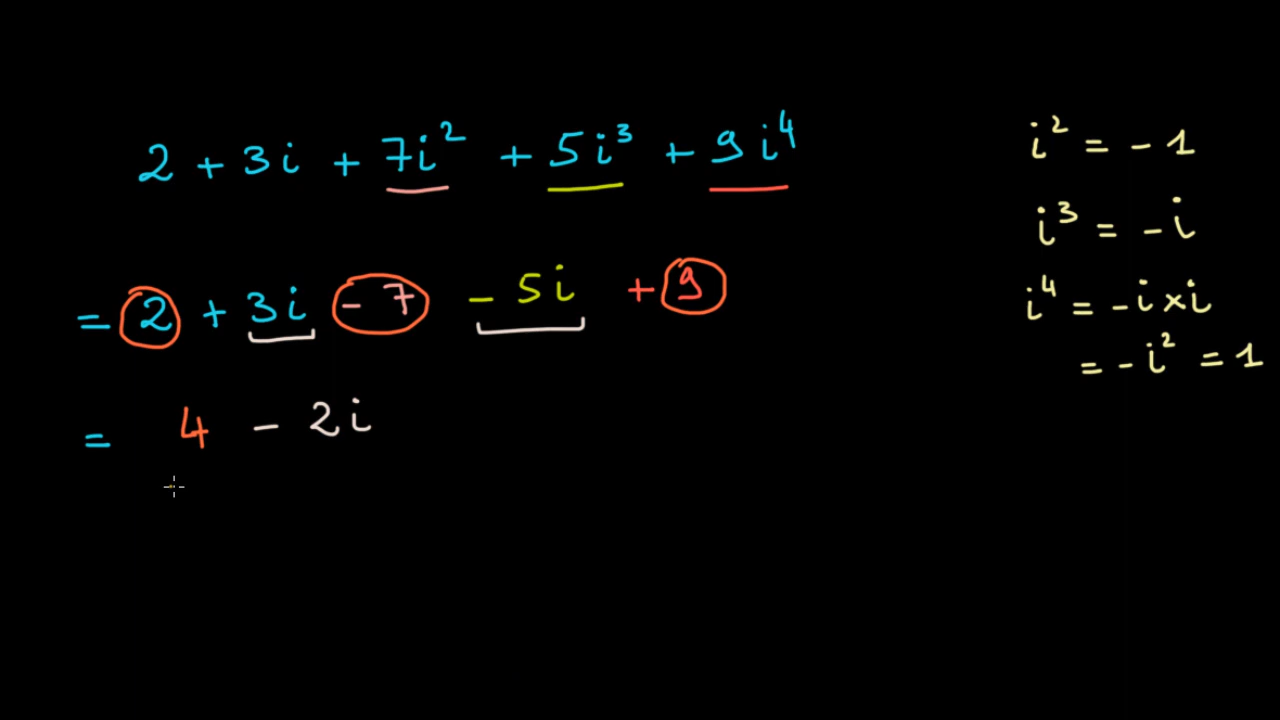 2 + 3i + 7i² + 5i³ + 9i⁴
= 2 + 3i - 7 - 5i + 9
= 4 - 2i
i² = - 1
i³ = - i
i⁴ = - i × i
= - i² = 1